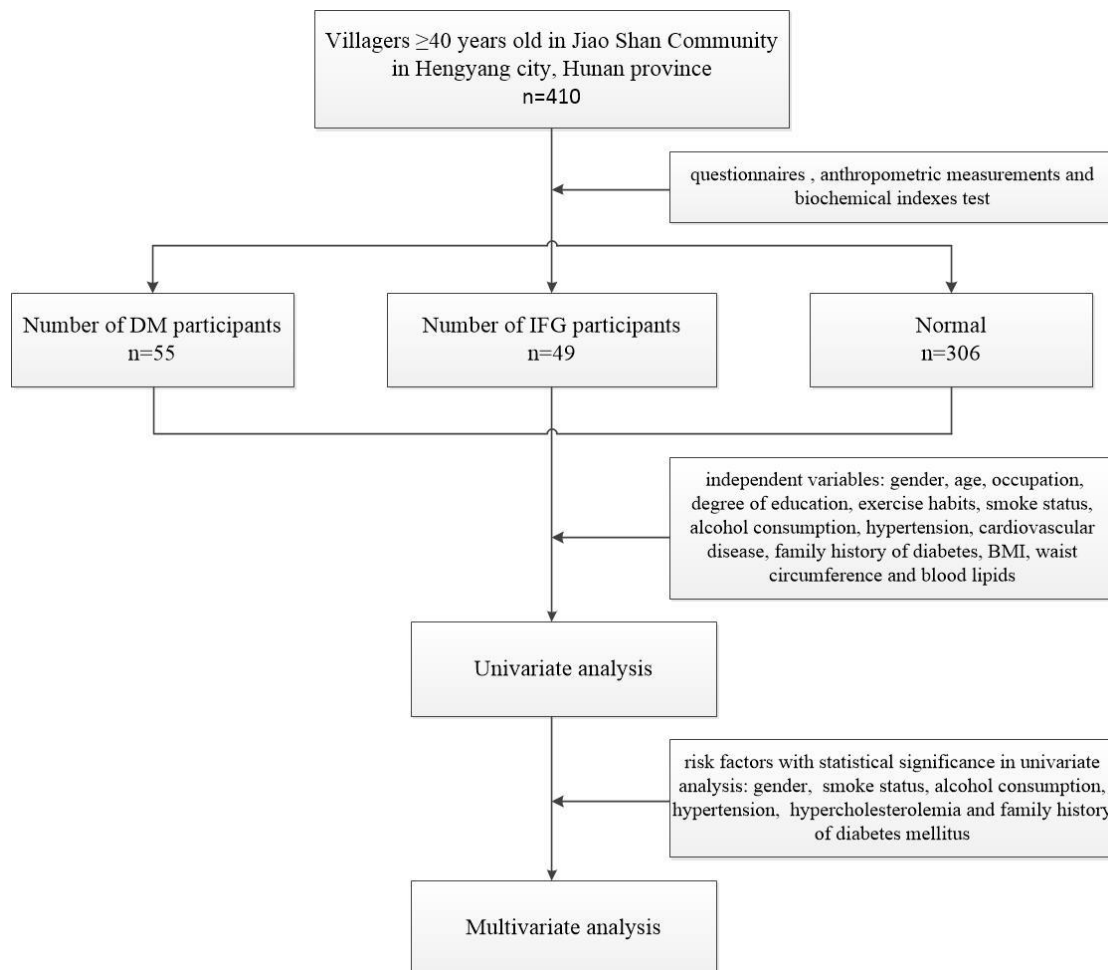 Villagers ≥40 years old in Jiao Shan Community
in Hengyang city, Hunan province
n=410
questionnaires , anthropometric measurements and
biochemical indexes test
Number of DM participants
n=55
Number of IFG participants
n=49
Normal
n=306
independent variables: gender, age, occupation,
degree of education, exercise habits, smoke status,
alcohol consumption, hypertension, cardiovascular
disease, family history of diabetes, BMI, waist
circumference and blood lipids
Univariate analysis
risk factors with statistical significance in univariate
analysis: gender, smoke status, alcohol consumption,
hypertension, hypercholesterolemia and family history
of diabetes mellitus
Multivariate analysis